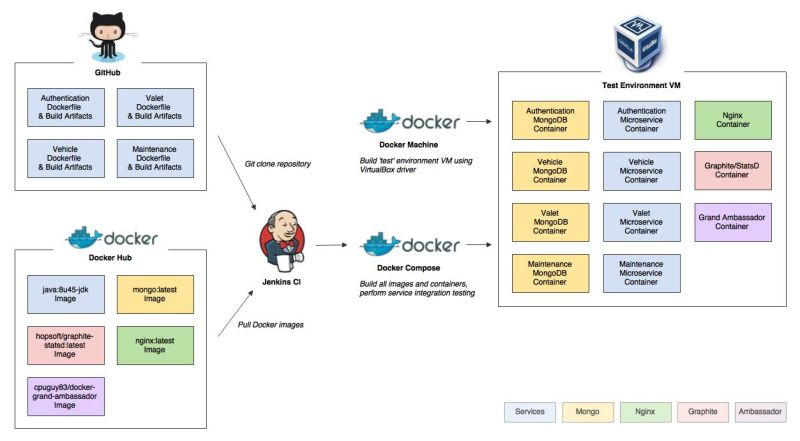 GitHub
Authentication
Dockerfile
& Build Artifacts
Valet
Dockerfile
& Build Artifacts
Vehicle
Dockerfile
& Build Artifacts
Maintenance
Dockerfile
& Build Artifacts
Git clone repository
docker
Docker Hub
java:8u45-jdk
Image
mongo:latest
Image
hopsoft/graphite-
statsd:latest
Image
nginx:latest
Image
cpuguy83/docker-
grand-ambassador
Image
Pull Docker images
Jenkins CI
docker
Docker Machine
Build 'test' environment VM using
VirtualBox driver
docker
Docker Compose
Build all images and containers,
perform service integration testing
VirtualBox
Test Environment VM
Authentication
MongoDB
Container
Authentication
Microservice
Container
Nginx
Container
Vehicle
MongoDB
Container
Vehicle
Microservice
Container
Graphite/StatsD
Container
Valet
MongoDB
Container
Valet
Microservice
Container
Grand Ambassador
Container
Maintenance
MongoDB
Container
Maintenance
Microservice
Container
Services
Mongo
Nginx
Graphite
Ambassador